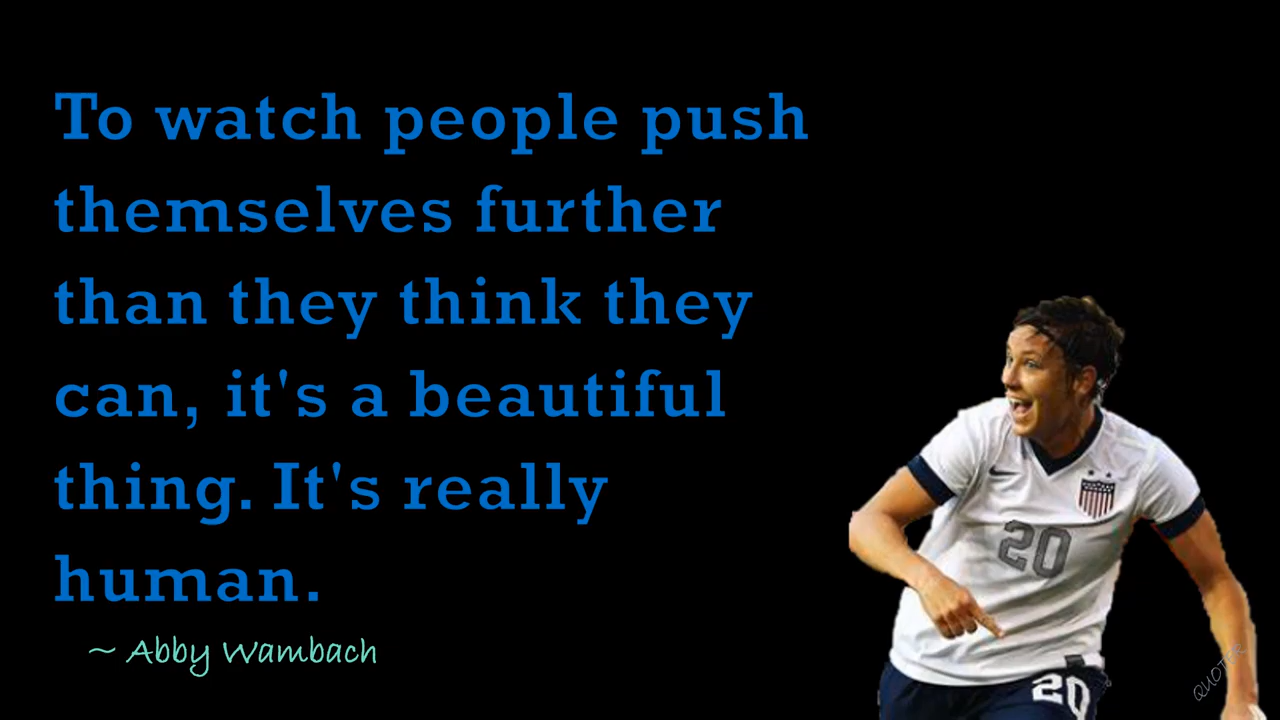 To watch people push
themselves further
than they think they
can, it's a beautiful
thing. It's really
human.
~ Abby Wambach
20
20